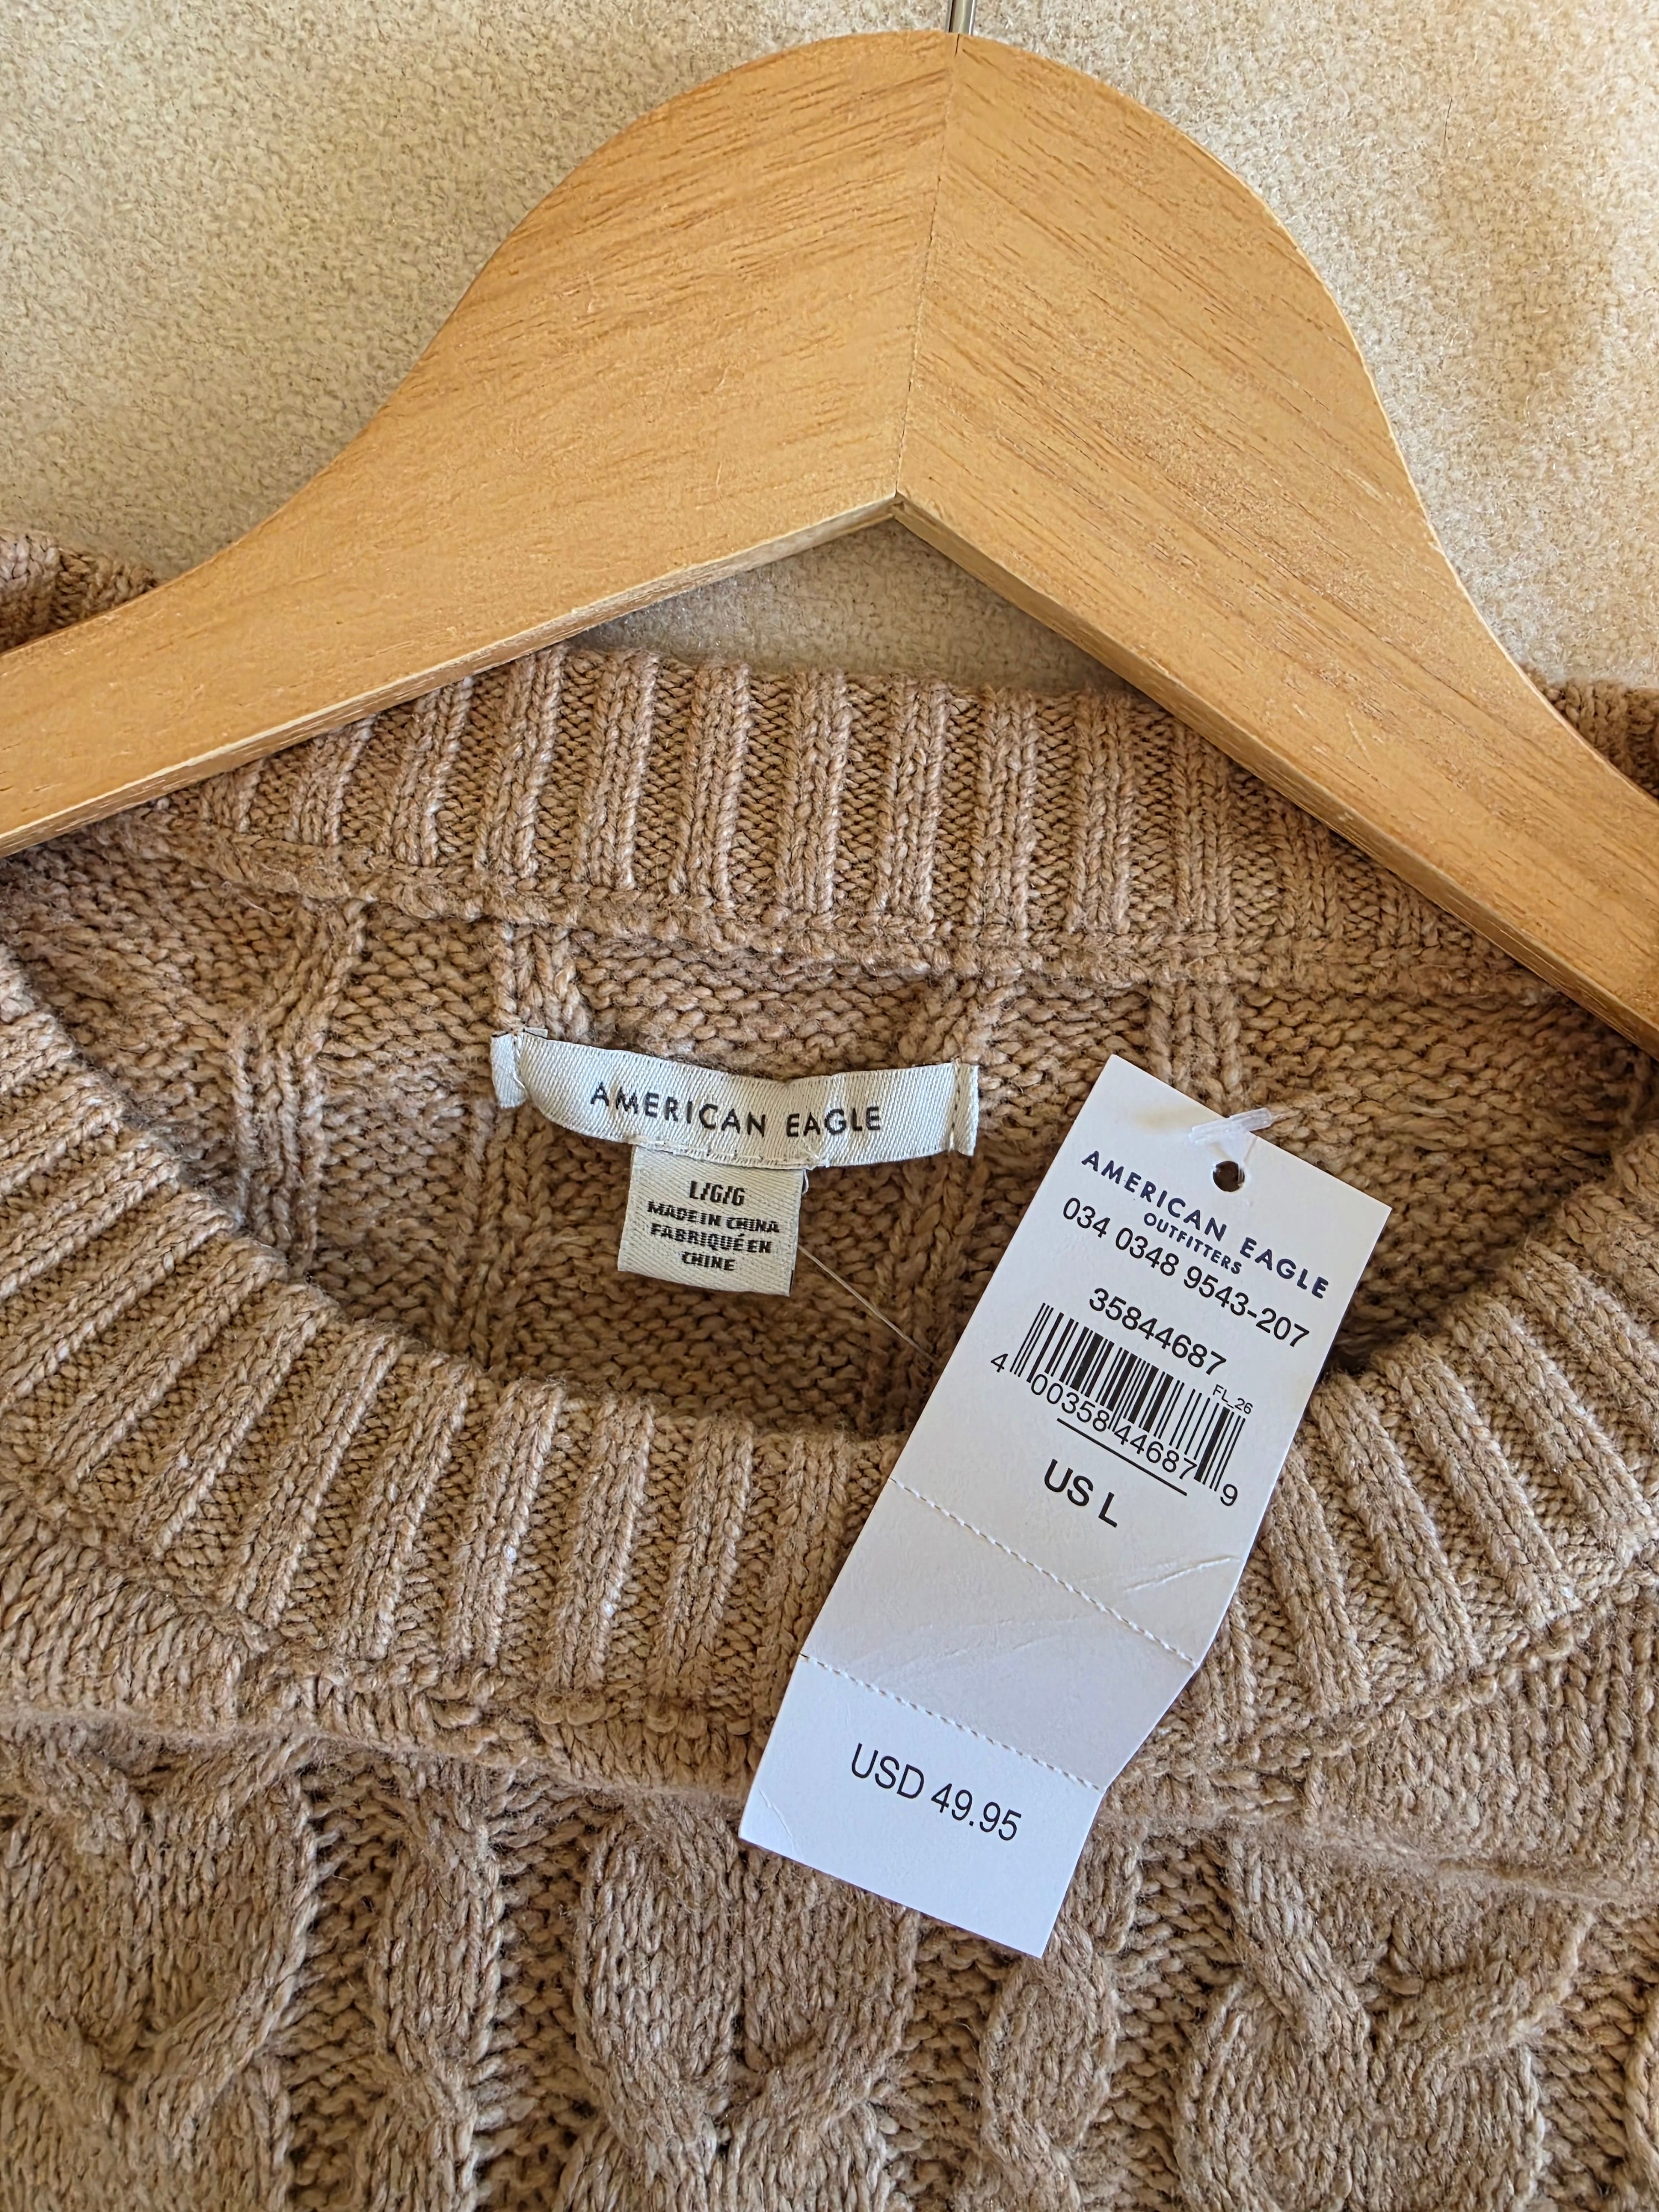 AMERICAN EAGLE
L/G/G
MADE IN CHINA
FABRIQUÉ EN
CHINE
AMERICAN EAGLE
OUTFITTERS
034 0348 9543-207
35844687
FL_26
4 00358 44687 9
US L
USD 49.95